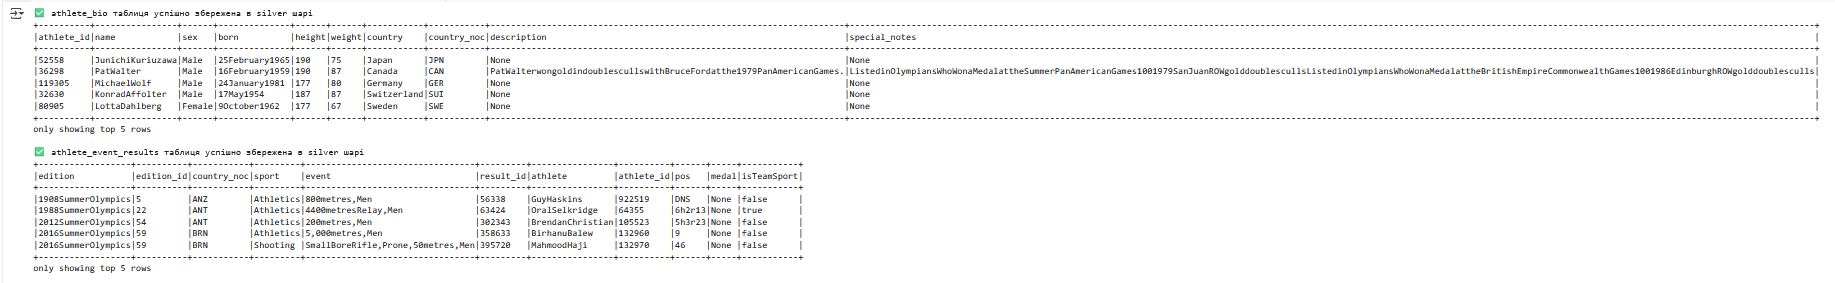 ✅ athlete_bio таблиця успішно збережена в silver шарі
|athlete_id|name |sex |born |height|weight|country |country_noc|description |special_notes |
|52558 |JunichiKuriuzawa|Male |25February1965|190 |75 |Japan |JPN |None |None |
|36298 |PatWalter |Male |16February1959|190 |87 |Canada |CAN |PatWalterwongoldindoublescullswithBruceFordatthe1979PanAmericanGames.|ListedinOlympiansWhoWonaMedalattheSummerPanAmericanGames1001979SanJuanROWgolddoublescullsListedinOlympiansWhoWonaMedalattheBritishEmpireCommonwealthGames1001986EdinburghROWgolddoublesculls|
|119305 |MichaelWolf |Male |24January1981 |177 |80 |Germany |GER |None |None |
|32630 |KonradAffolter |Male |17May1954 |187 |87 |Switzerland|SUI |None |None |
|80905 |LottaDahlberg |Female|9October1962 |177 |67 |Sweden |SWE |None |None |
only showing top 5 rows
✅ athlete_event_results таблиця успішно збережена в silver шарі
|edition |edition_id|country_noc|sport |event |result_id|athlete |athlete_id|pos |medal|isTeamSport|
|1908SummerOlympics|5 |ANZ |Athletics|800metres,Men |56338 |GuyHaskins |922519 |DNS |None |false |
|1988SummerOlympics|22 |ANT |Athletics|4400metresRelay,Men |63424 |OralSelkridge |64355 |6h2r13|None |true |
|2012SummerOlympics|54 |ANT |Athletics|200metres,Men |302343 |BrendanChristian|105523 |5h3r23|None |false |
|2016SummerOlympics|59 |BRN |Athletics|5,000metres,Men |358633 |BirhanuBalew |132960 |9 |None |false |
|2016SummerOlympics|59 |BRN |Shooting |SmallBoreRifle,Prone,50metres,Men|395720 |MahmoodHaji |132970 |46 |None |false |
only showing top 5 rows